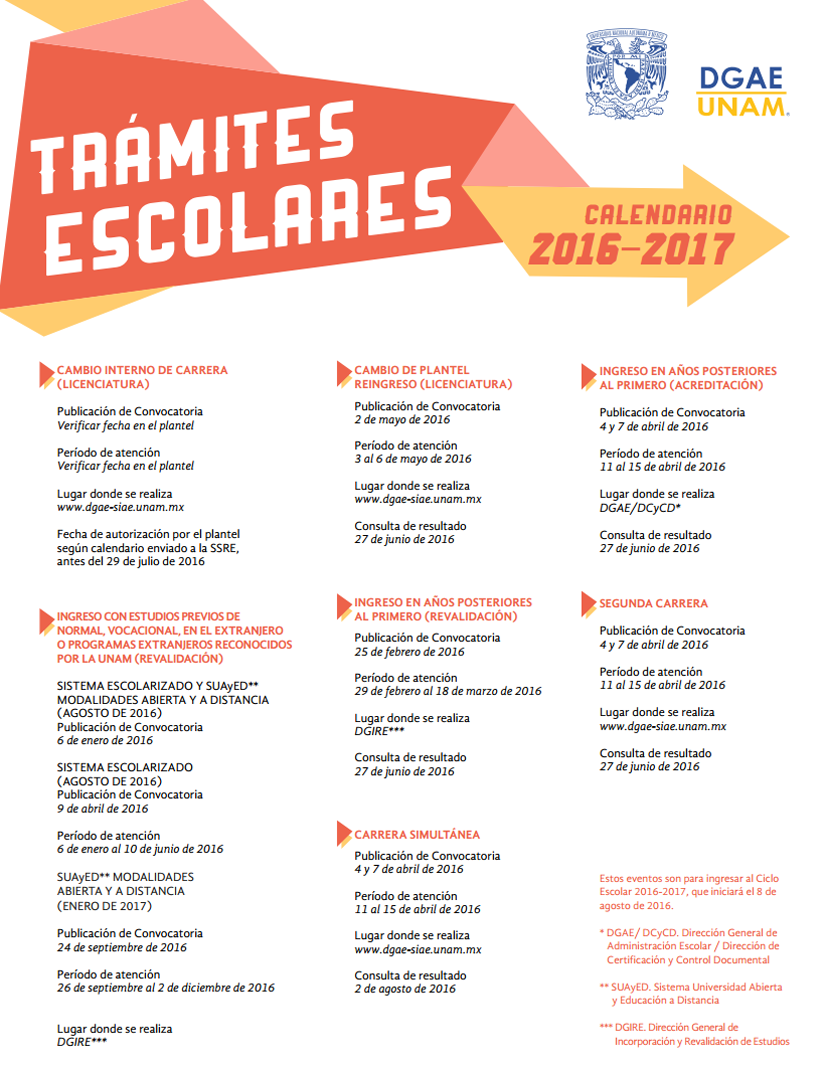 TRÁMITES
ESCOLARES
DGAE
UNAM
CALENDARIO
2016–2017
CAMBIO INTERNO DE CARRERA
(LICENCIATURA)
Publicación de Convocatoria
Verificar fecha en el plantel
Período de atención
Verificar fecha en el plantel
Lugar donde se realiza
www.dgae-siae.unam.mx
Fecha de autorización por el plantel
según calendario enviado a la SSRE,
antes del 29 de julio de 2016
INGRESO CON ESTUDIOS PREVIOS DE
NORMAL, VOCACIONAL, EN EL EXTRANJERO
O PROGRAMAS EXTRANJEROS RECONOCIDOS
POR LA UNAM (REVALIDACIÓN)
SISTEMA ESCOLARIZADO Y SUAyED**
MODALIDADES ABIERTA Y A DISTANCIA
(AGOSTO DE 2016)
Publicación de Convocatoria
6 de enero de 2016
SISTEMA ESCOLARIZADO
(AGOSTO DE 2016)
Publicación de Convocatoria
9 de abril de 2016
Período de atención
6 de enero al 10 de junio de 2016
SUAyED** MODALIDADES
ABIERTA Y A DISTANCIA
(ENERO DE 2017)
Publicación de Convocatoria
24 de septiembre de 2016
Período de atención
26 de septiembre al 2 de diciembre de 2016
Lugar donde se realiza
DGIRE***
CAMBIO DE PLANTEL
REINGRESO (LICENCIATURA)
Publicación de Convocatoria
2 de mayo de 2016
Período de atención
3 al 6 de mayo de 2016
Lugar donde se realiza
www.dgae-siae.unam.mx
Consulta de resultado
27 de junio de 2016
INGRESO EN AÑOS POSTERIORES
AL PRIMERO (REVALIDACIÓN)
Publicación de Convocatoria
25 de febrero de 2016
Período de atención
29 de febrero al 18 de marzo de 2016
Lugar donde se realiza
DGIRE***
Consulta de resultado
27 de junio de 2016
CARRERA SIMULTÁNEA
Publicación de Convocatoria
4 y 7 de abril de 2016
Período de atención
11 al 15 de abril de 2016
Lugar donde se realiza
www.dgae-siae.unam.mx
Consulta de resultado
2 de agosto de 2016
INGRESO EN AÑOS POSTERIORES
AL PRIMERO (ACREDITACIÓN)
Publicación de Convocatoria
4 y 7 de abril de 2016
Período de atención
11 al 15 de abril de 2016
Lugar donde se realiza
DGAE/DCyCD*
Consulta de resultado
27 de junio de 2016
SEGUNDA CARRERA
Publicación de Convocatoria
4 y 7 de abril de 2016
Período de atención
11 al 15 de abril de 2016
Lugar donde se realiza
www.dgae-siae.unam.mx
Consulta de resultado
27 de junio de 2016
Estos eventos son para ingresar al Ciclo
Escolar 2016-2017, que iniciará el 8 de
agosto de 2016.
* DGAE/ DCyCD. Dirección General de
Administración Escolar / Dirección de
Certificación y Control Documental
** SUAyED. Sistema Universidad Abierta
y Educación a Distancia
*** DGIRE. Dirección General de
Incorporación y Revalidación de Estudios